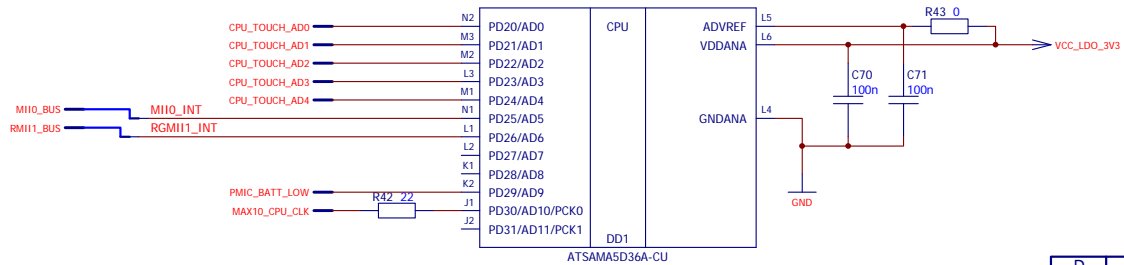 R43 0
N2 PD20/AD0 CPU ADVREF L5
CPU_TOUCH_AD0
M3 PD21/AD1 VDDANA L6 VCC_LDO_3V3
CPU_TOUCH_AD1
M2 PD22/AD2
CPU_TOUCH_AD2
L3 PD23/AD3 C70 C71
CPU_TOUCH_AD3
100n 100n
M1 PD24/AD4
CPU_TOUCH_AD4
MII0_BUS MII0_INT N1 PD25/AD5 GNDANA L4
RMII1_BUS RGMII1_INT L1 PD26/AD6
L2 PD27/AD7
K1 PD28/AD8
K2 PD29/AD9
PMIC_BATT_LOW
R42 22
GND
J1 PD30/AD10/PCK0
MAX10_CPU_CLK
J2 PD31/AD11/PCK1
DD1
ATSAMA5D36A-CU